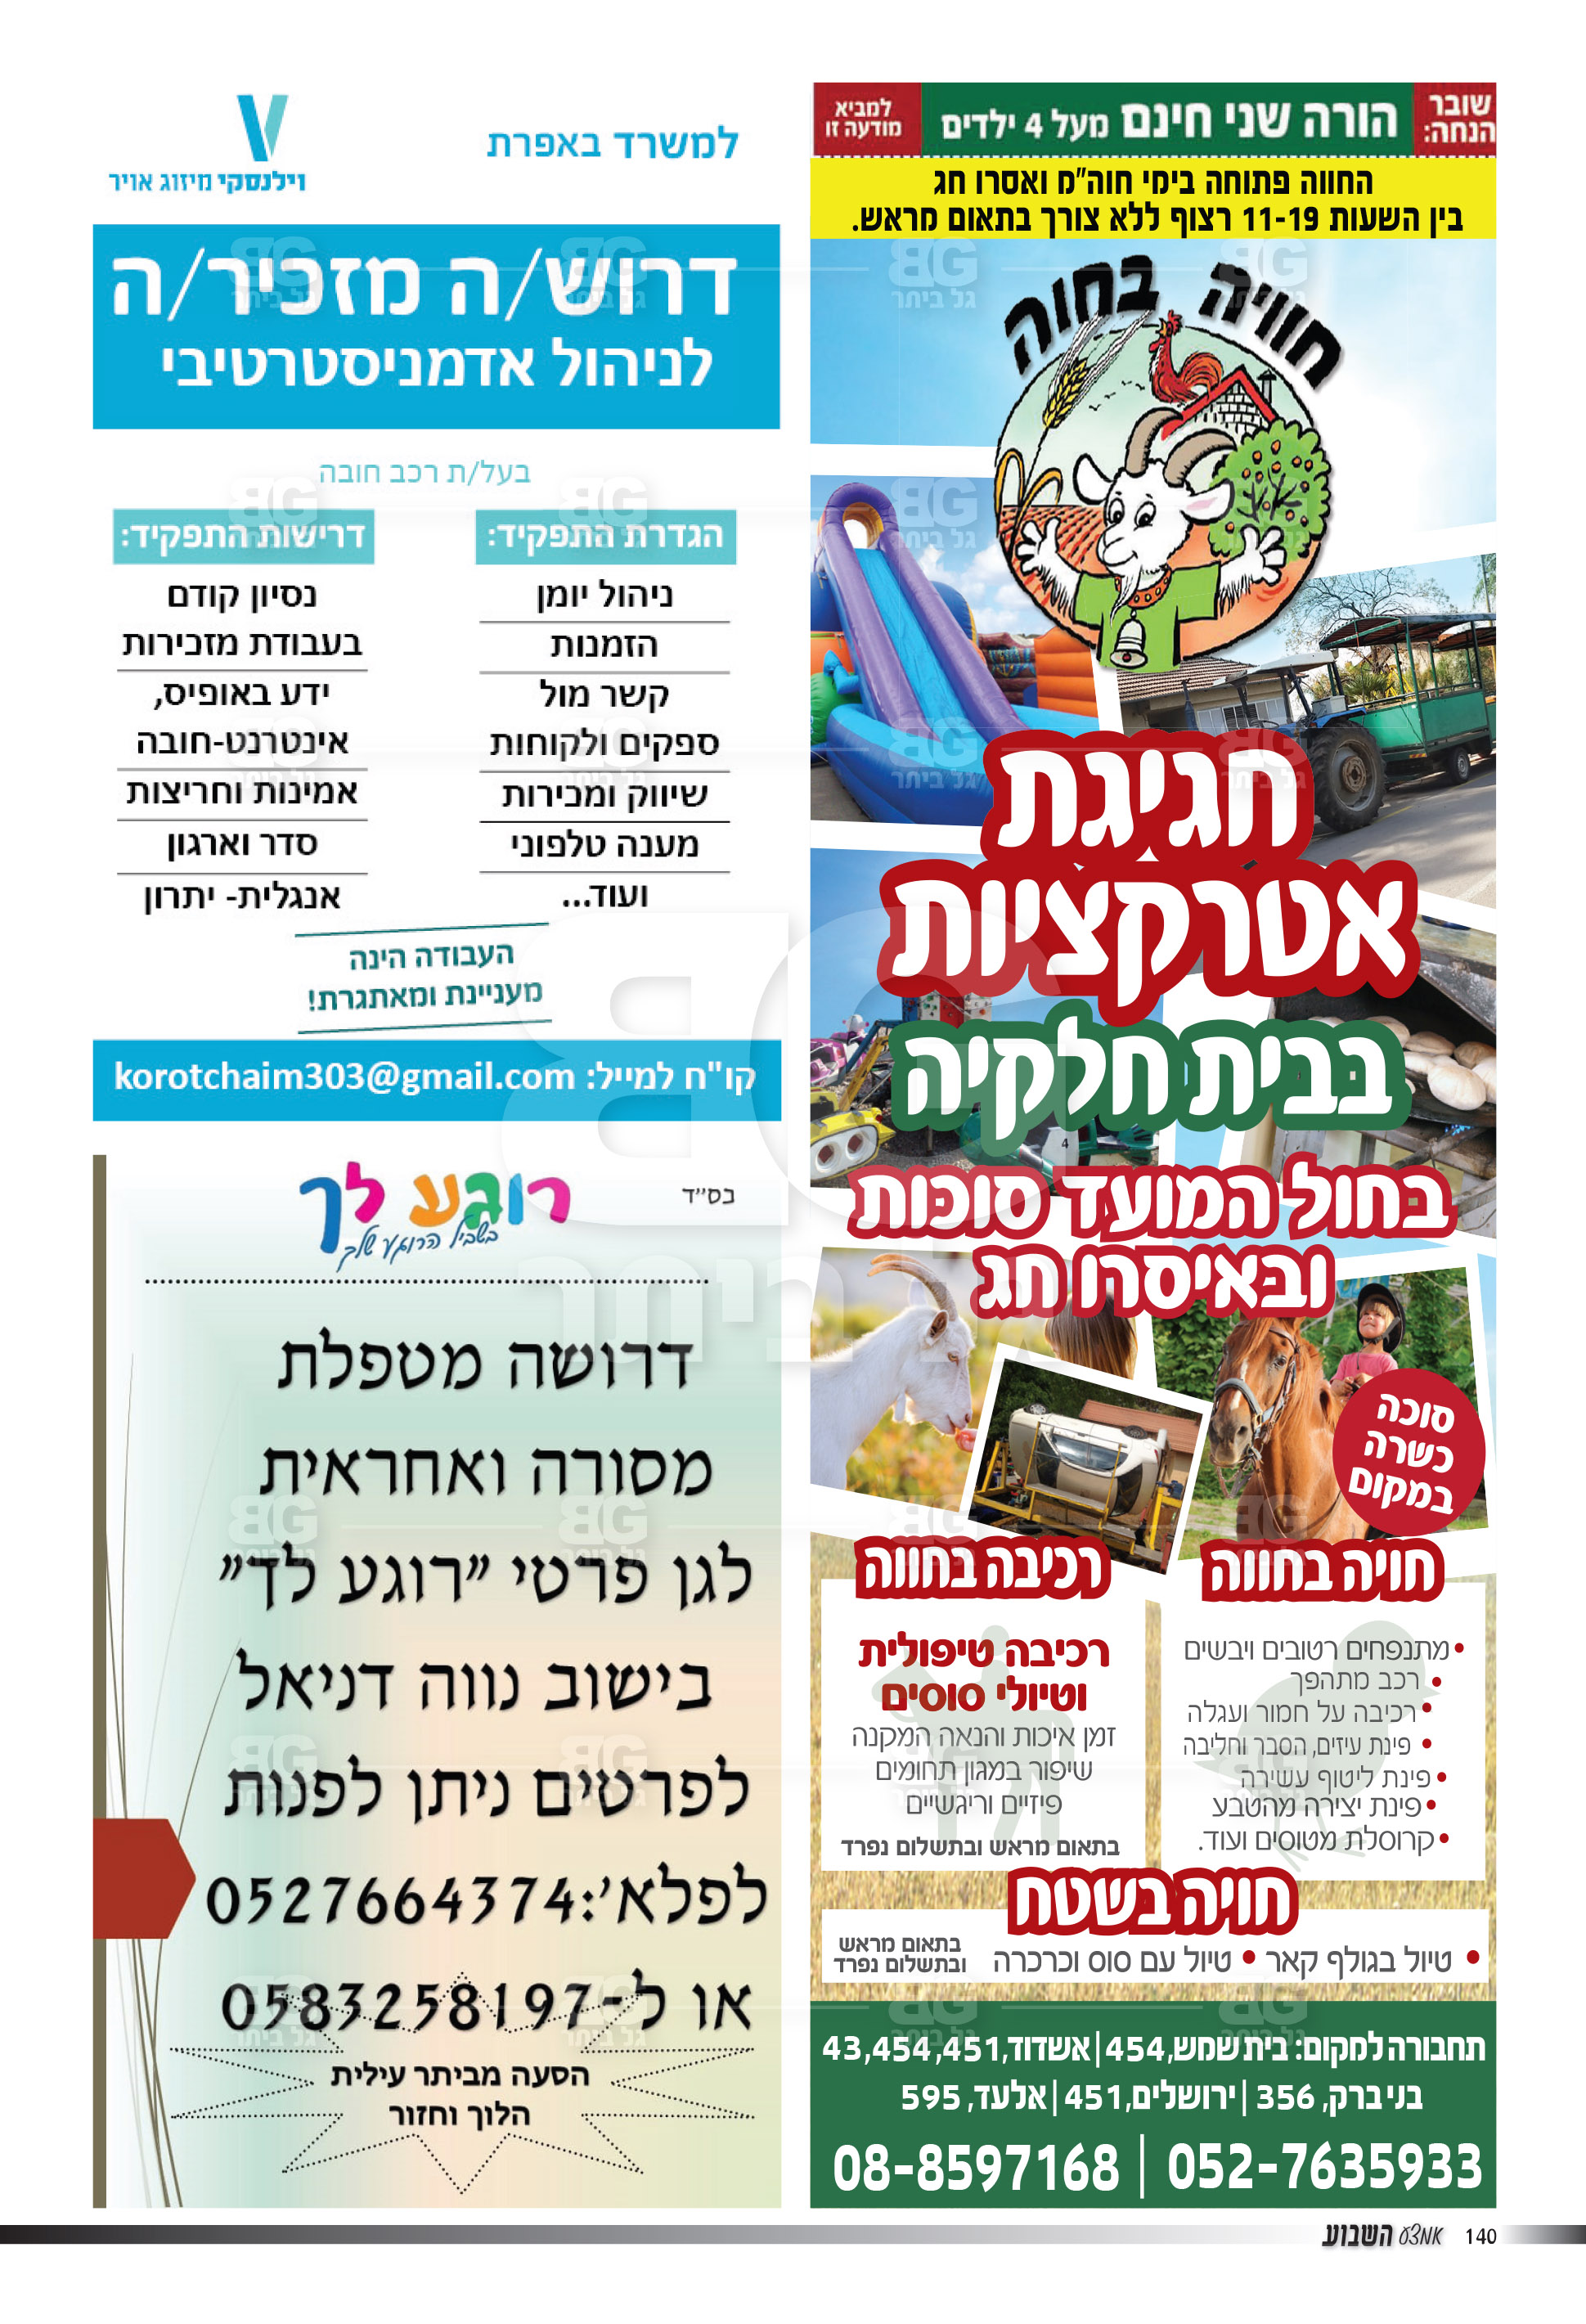 שובר הנחה:
הורה שני חינם מעל 4 ילדים
למביא מודעה זו
החווה פתוחה בימי חוה"מ ואסרו חג
בין השעות 11-19 רצוף ללא צורך בתאום מראש.
חוויה בחוה
חגיגת
אטרקציות
בבית חלקיה
בחול המועד סוכות
ובאיסרו חג
סוכה
כשרה
במקום
חויה בחווה
• מתנפחים רטובים ויבשים
• רכב מתהפך
• רכיבה על חמור ועגלה
• פינת עיזים, הסבר וחליבה
• פינת ליטוף עשירה
• פינת יצירה מהטבע
• קרוסלת מטוסים ועוד.
רכיבה בחווה
רכיבה טיפולית
וטיולי סוסים
זמן איכות והנאה המקנה
שיפור במגון תחומים
פיזיים וריגשיים
בתאום מראש ובתשלום נפרד
חויה בשטח
• טיול בגולף קאר • טיול עם סוס וכרכרה
בתאום מראש
ובתשלום נפרד
תחבורה למקום: בית שמש, 454 | אשדוד, 43,454,451
בני ברק, 356 | ירושלים, 451 | אלעד, 595
052-7635933 | 08-8597168
למשרד באפרת
וילנסקי מיזוג אויר
דרוש/ה מזכיר/ה
לניהול אדמניסטרטיבי
בעל/ת רכב חובה
הגדרת התפקיד:
ניהול יומן
הזמנות
קשר מול
ספקים ולקוחות
שיווק ומכירות
מענה טלפוני
ועוד...
דרישות התפקיד:
נסיון קודם
בעבודת מזכירות
ידע באופיס,
אינטרנט-חובה
אמינות וחריצות
סדר וארגון
אנגלית- יתרון
העבודה הינה
מעניינת ומאתגרת!
קו"ח למייל: korotchaim303@gmail.com
בס"ד
רוגע לך
בשביל הרוגע שלך
דרושה מטפלת
מסורה ואחראית
לגן פרטי "רוגע לך"
בישוב נווה דניאל
לפרטים ניתן לפנות
לפלא':0527664374
או ל-0583258197
הסעה מביתר עילית
הלוך וחזור
140 אמצע השבוע
BG
גל ביתר